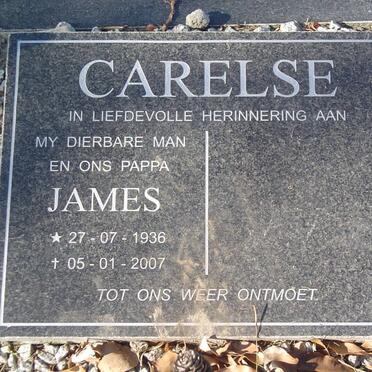 CARELSE
IN LIEFDEVOLLE HERINNERING AAN
MY DIERBARE MAN
EN ONS PAPPA
JAMES
★ 27 - 07 - 1936
† 05 - 01 - 2007
TOT ONS WEER ONTMOET.